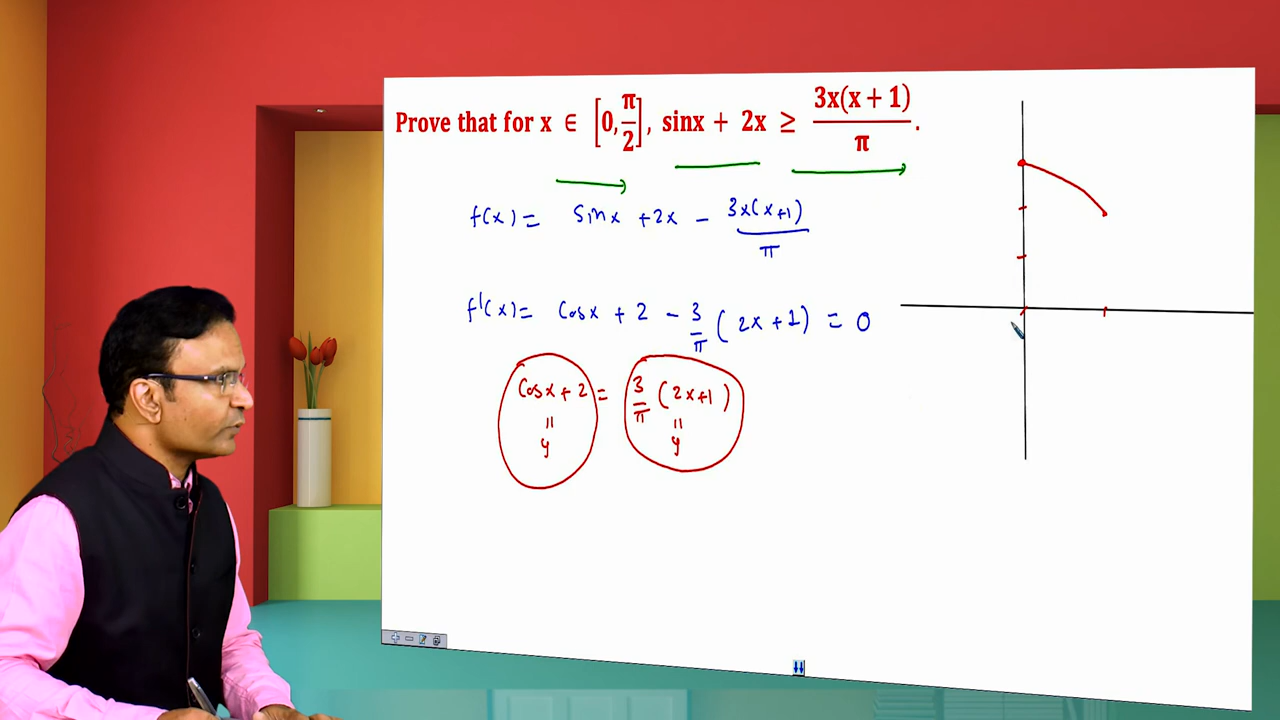 Prove that for x ∈ [0, π/2], sinx + 2x ≥ 3x(x + 1)/π.
f(x) = sinx + 2x - 3x(x+1)/π
f'(x) = Cosx + 2 - 3/π (2x+1) = 0
Cosx + 2 = 3/π (2x+1)
= =
y y